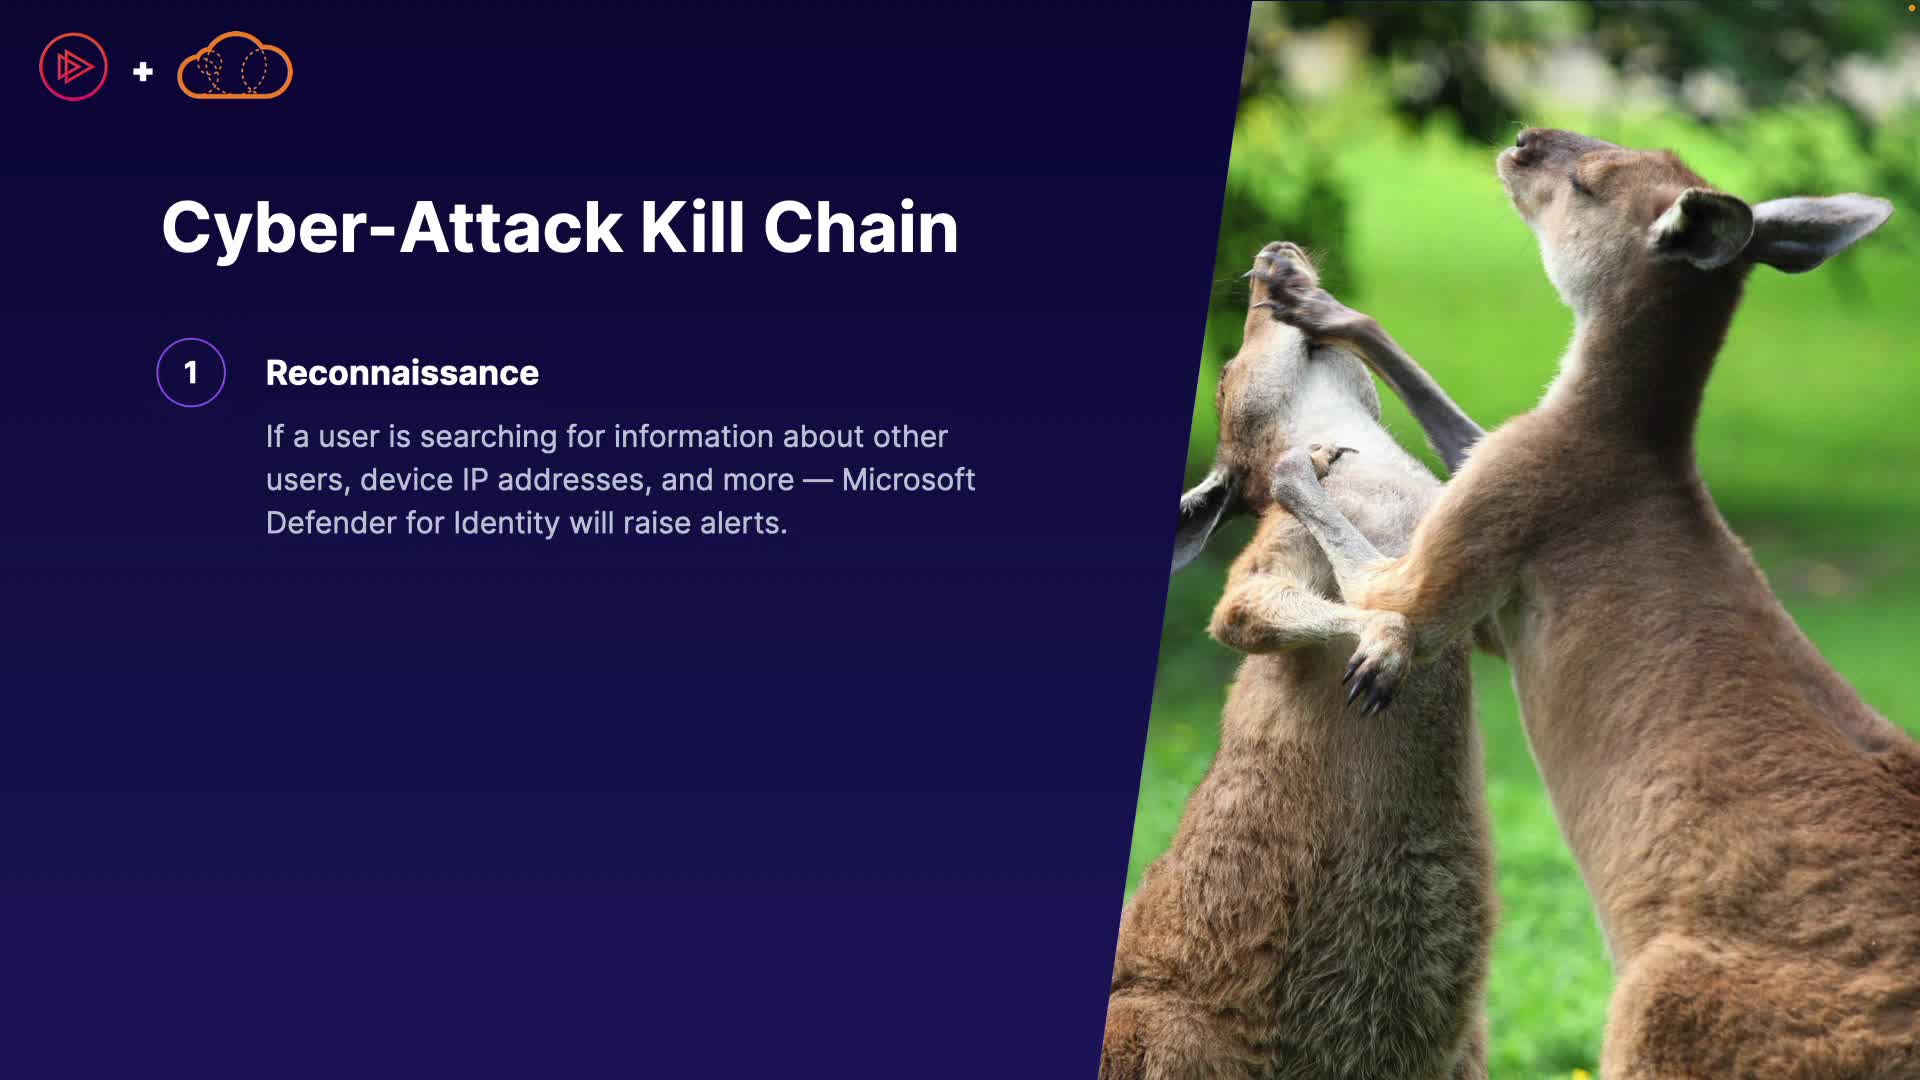 Cyber-Attack Kill Chain
1 Reconnaissance
If a user is searching for information about other
users, device IP addresses, and more — Microsoft
Defender for Identity will raise alerts.